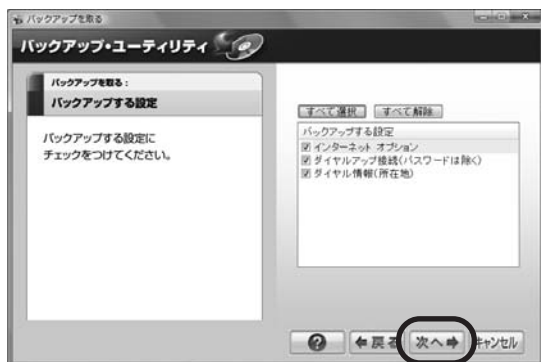 バックアップを取る
バックアップ・ユーティリティ
バックアップを取る：
バックアップする設定
バックアップする設定に
チェックをつけてください。
すべて選択 すべて解除
バックアップする設定
インターネット オプション
ダイヤルアップ接続(パスワードは除く)
ダイヤル情報(所在地)
? 戻る 次へ キャンセル